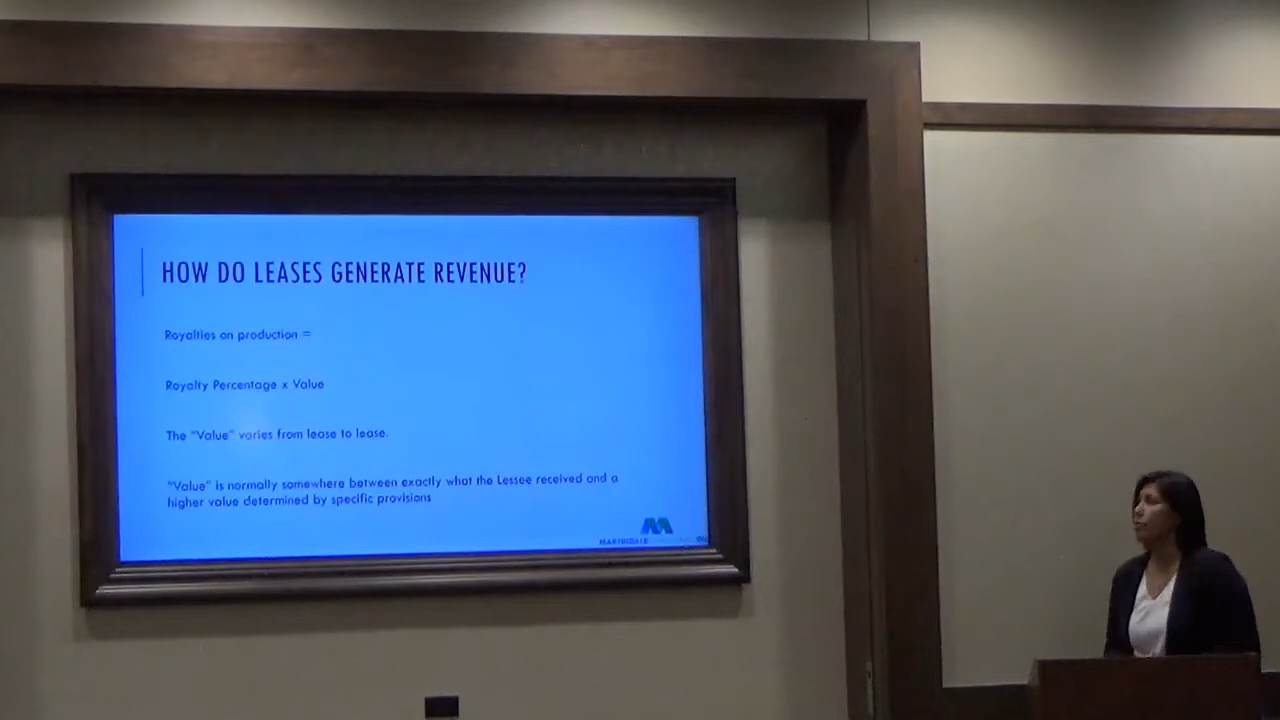 HOW DO LEASES GENERATE REVENUE?
Royalties on production =
Royalty Percentage x Value
The "Value" varies from lease to lease.
"Value" is normally somewhere between exactly what the Lessee received and a
higher value determined by specific provisions
MARTINDALE